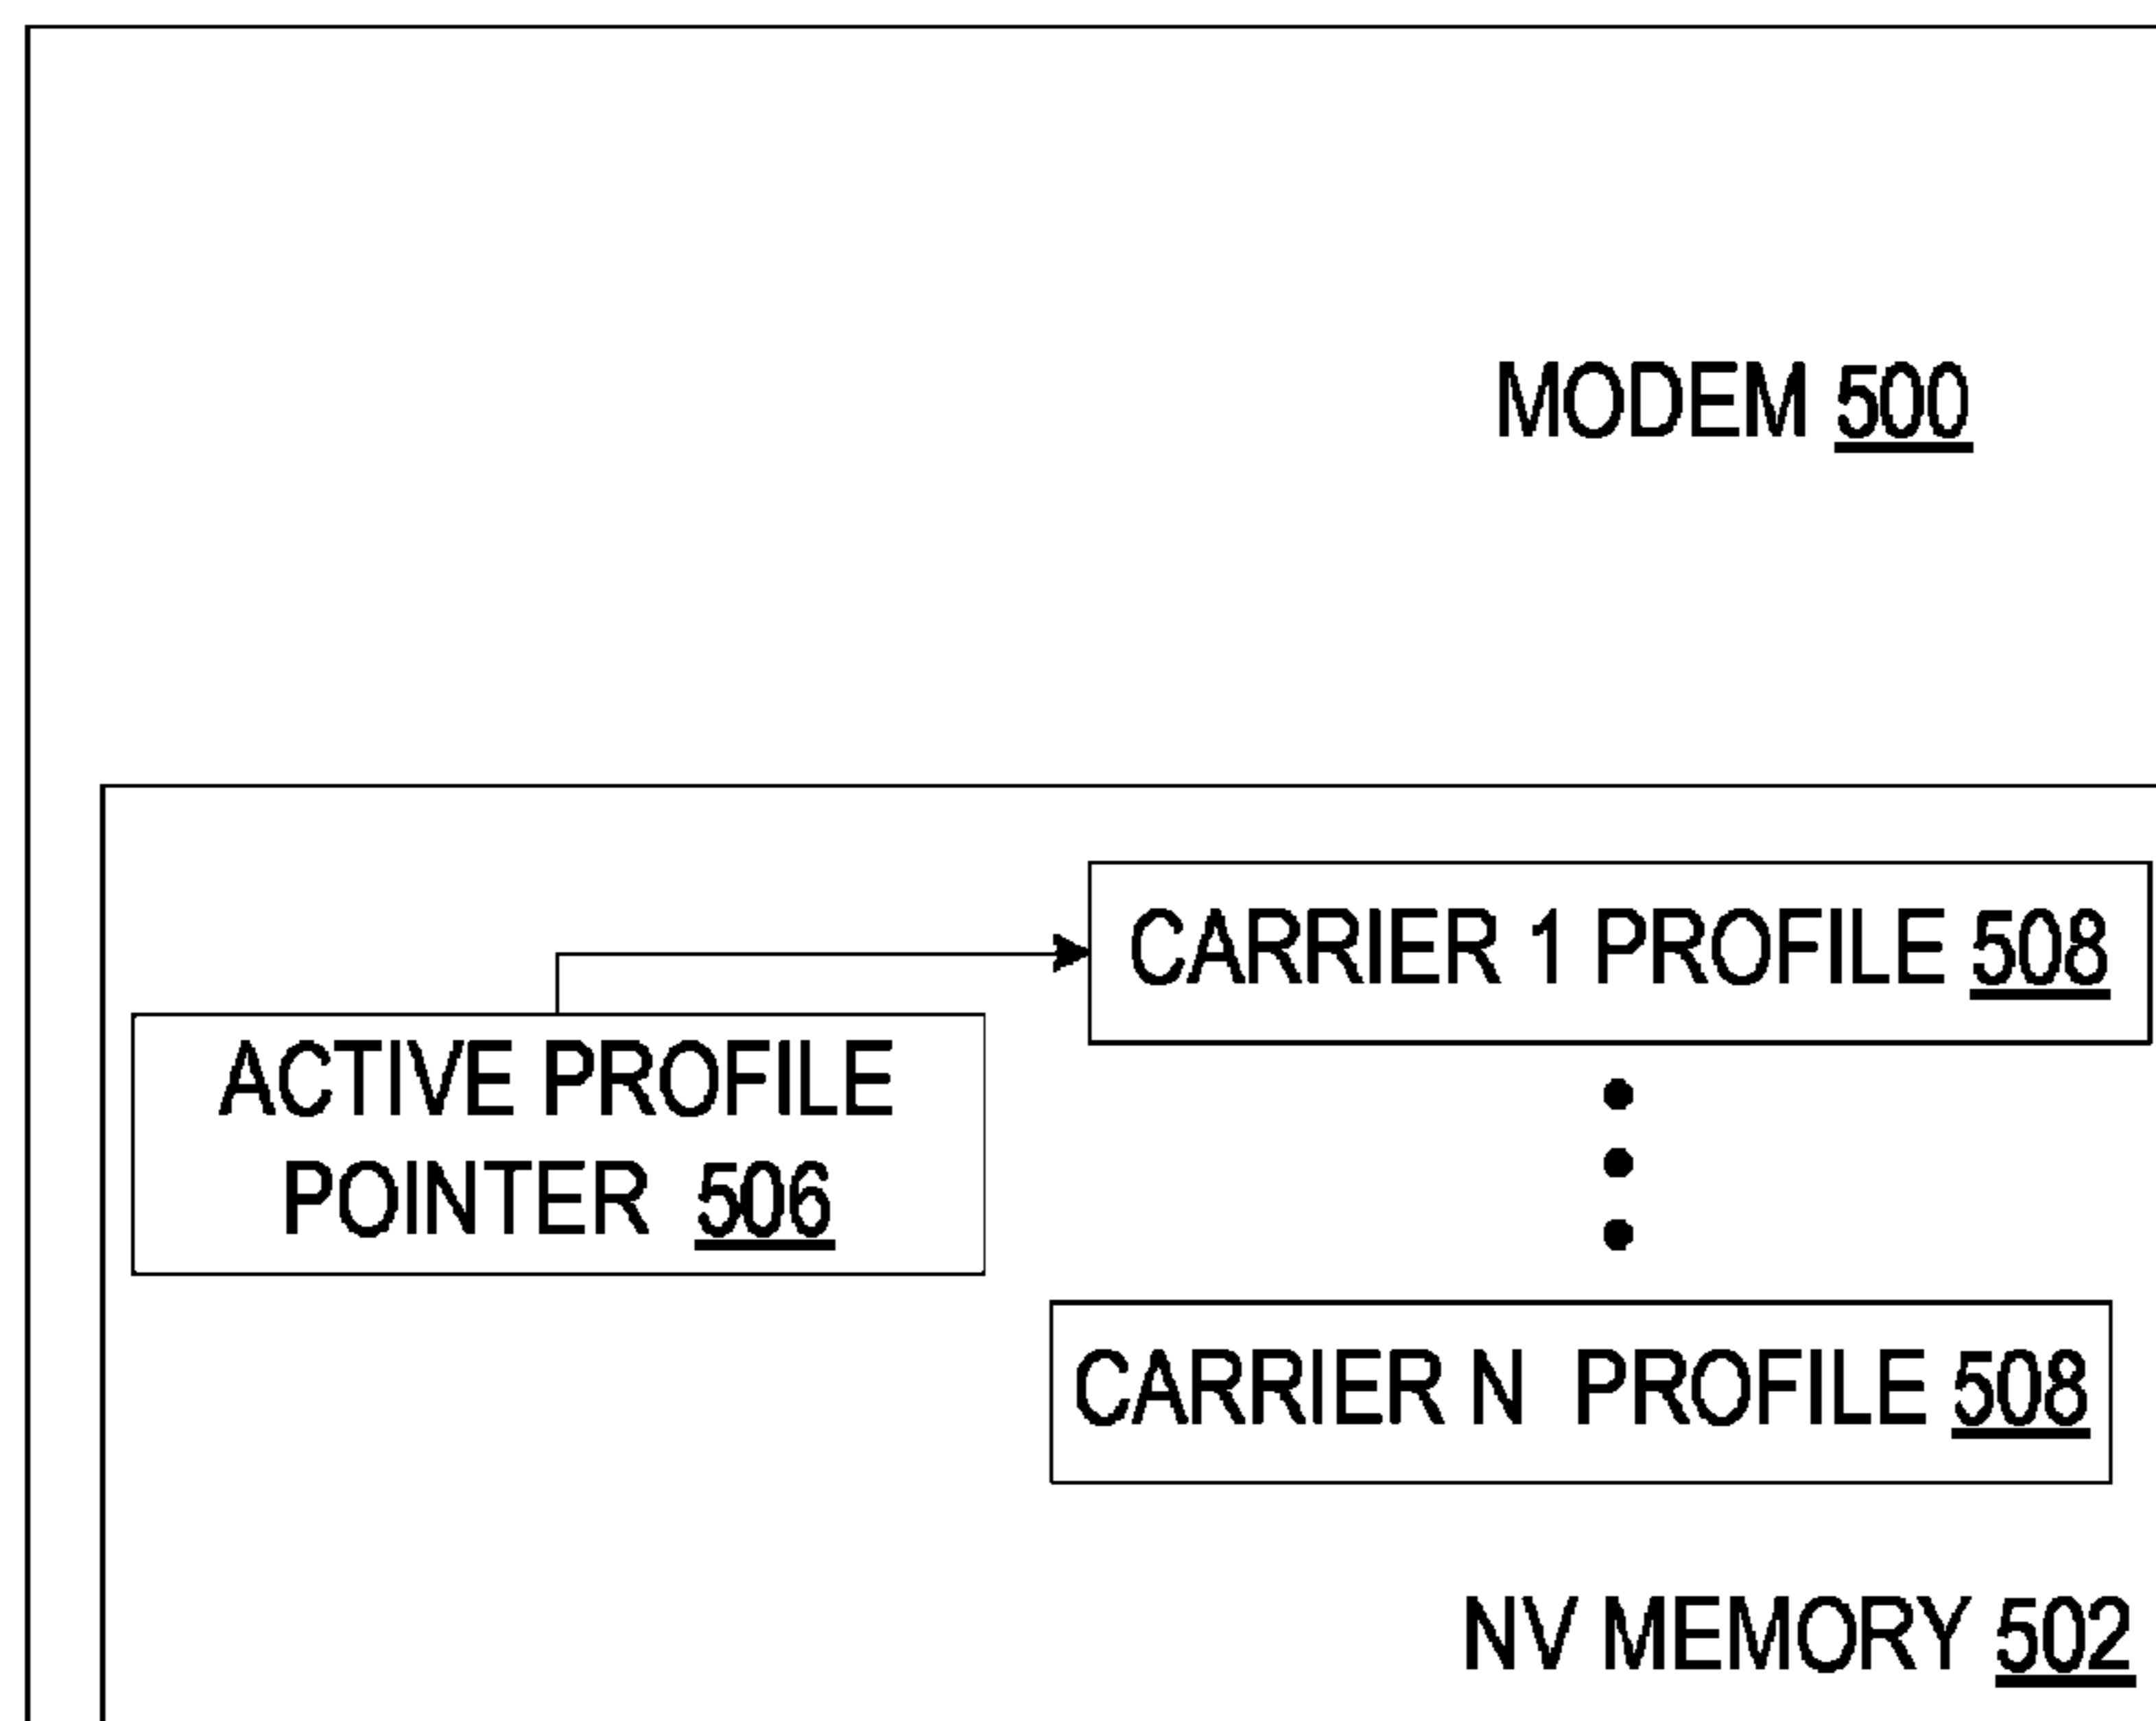 MODEM 500
CARRIER 1 PROFILE 508
ACTIVE PROFILE
POINTER 506
CARRIER N PROFILE 508
NV MEMORY 502